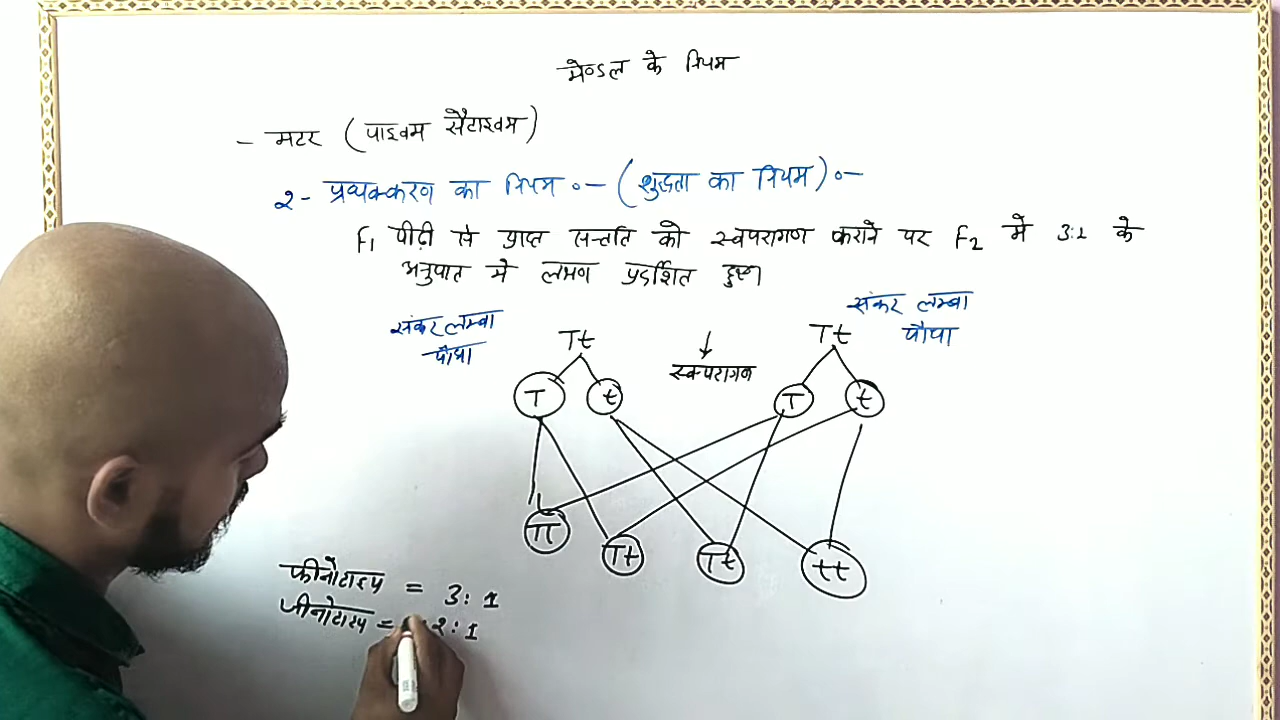 मेण्डल के नियम
- मटर (पाइवम सैटाइवम)
2- प्रथक्करण का नियम :- (शुद्धता का नियम) :-
F₁ पीढ़ी से प्राप्त सन्तति को स्वपरागण कराने पर F₂ में 3:1 के
अनुपात में लक्षण प्रदर्शित हुए।
संकर लम्बा पौधा
Tt
स्वपरागन
Tt
संकर लम्बा पौधा
T t T t
TT Tt Tt tt
फीनोटाइप = 3:1
जीनोटाइप = :2:1